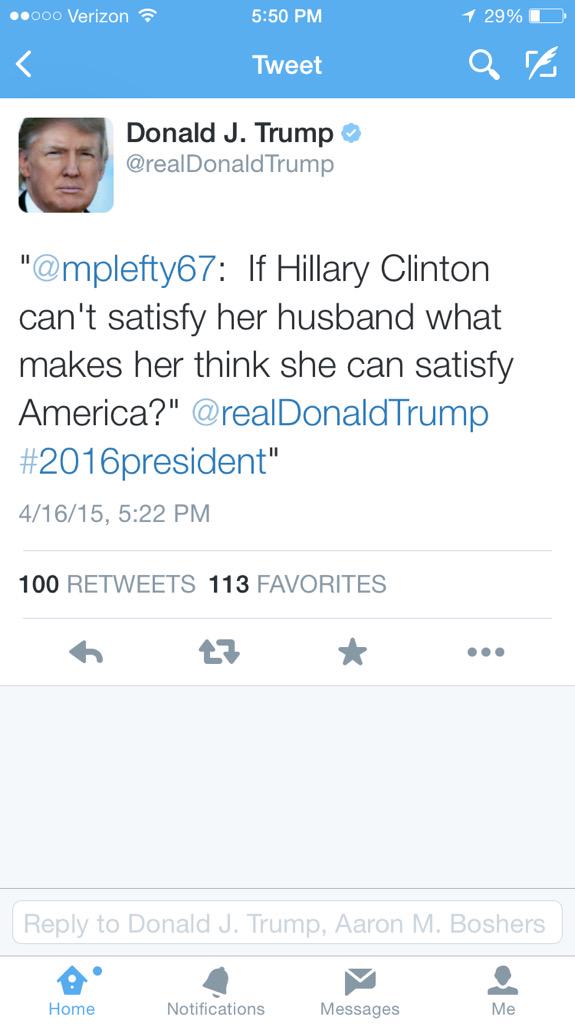 Verizon 5:50 PM 29%
Tweet
Donald J. Trump
@realDonaldTrump
"@mplefty67:  If Hillary Clinton
can't satisfy her husband what
makes her think she can satisfy
America?" @realDonaldTrump
#2016president"
4/16/15, 5:22 PM
100 RETWEETS 113 FAVORITES
Reply to Donald J. Trump, Aaron M. Boshers
Home Notifications Messages Me